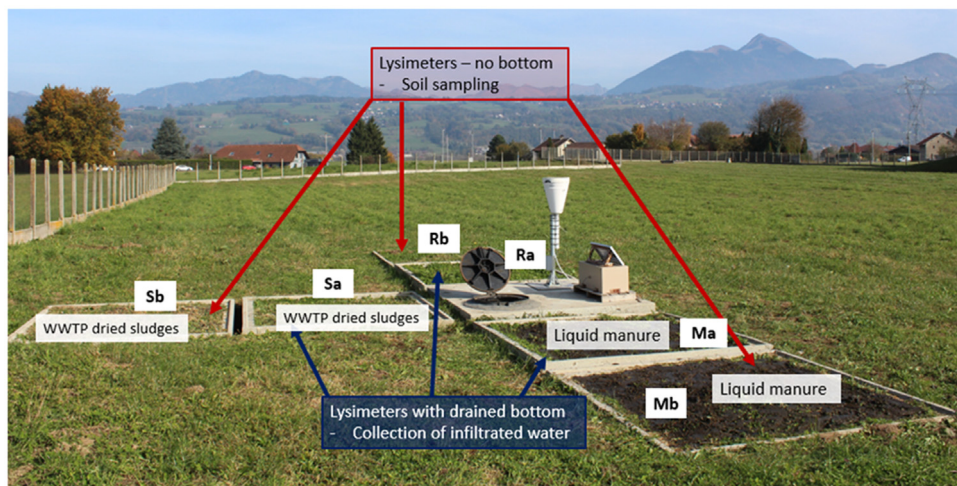 Lysimeters – no bottom
- Soil sampling
Rb
Ra
Sb
Sa
WWTP dried sludges
WWTP dried sludges
Liquid manure
Ma
Liquid manure
Mb
Lysimeters with drained bottom
- Collection of infiltrated water